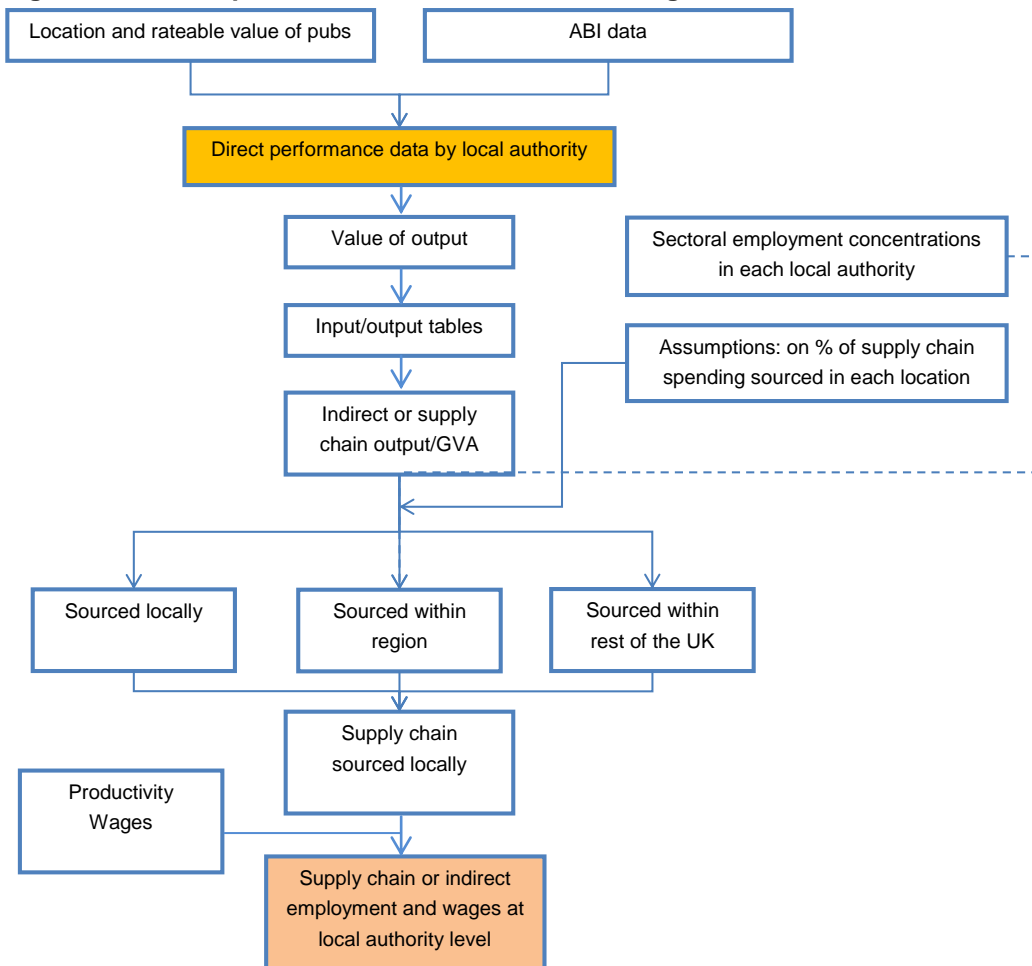 Location and rateable value of pubs
ABI data
Direct performance data by local authority
Value of output
Sectoral employment concentrations
in each local authority
Input/output tables
Assumptions: on % of supply chain
spending sourced in each location
Indirect or supply
chain output/GVA
Sourced locally
Sourced within
region
Sourced within
rest of the UK
Supply chain
sourced locally
Productivity
Wages
Supply chain or indirect
employment and wages at
local authority level